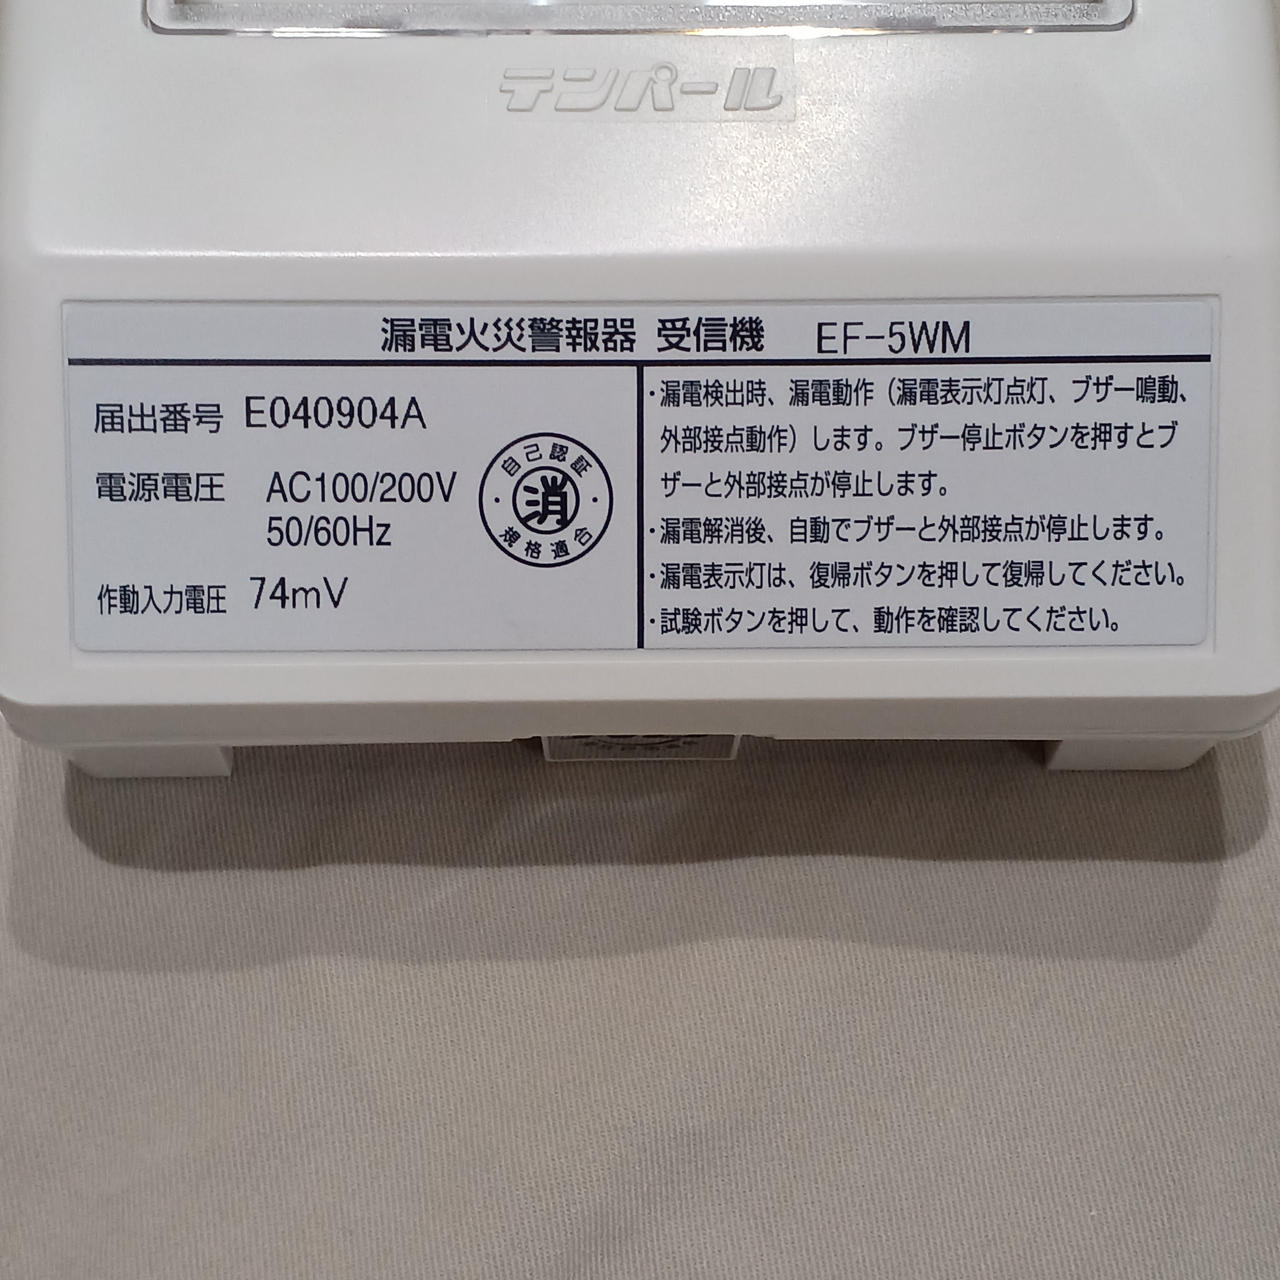 テンパール
漏電火災警報器 受信機 EF-5WM
届出番号 E040904A
電源電圧 AC100/200V
50/60Hz
作動入力電圧 74mV
自己認証
消
規格適合
・漏電検出時、漏電動作（漏電表示灯点灯、ブザー鳴動、
外部接点動作）します。ブザー停止ボタンを押すとブ
ザーと外部接点が停止します。
・漏電解消後、自動でブザーと外部接点が停止します。
・漏電表示灯は、復帰ボタンを押して復帰してください。
・試験ボタンを押して、動作を確認してください。